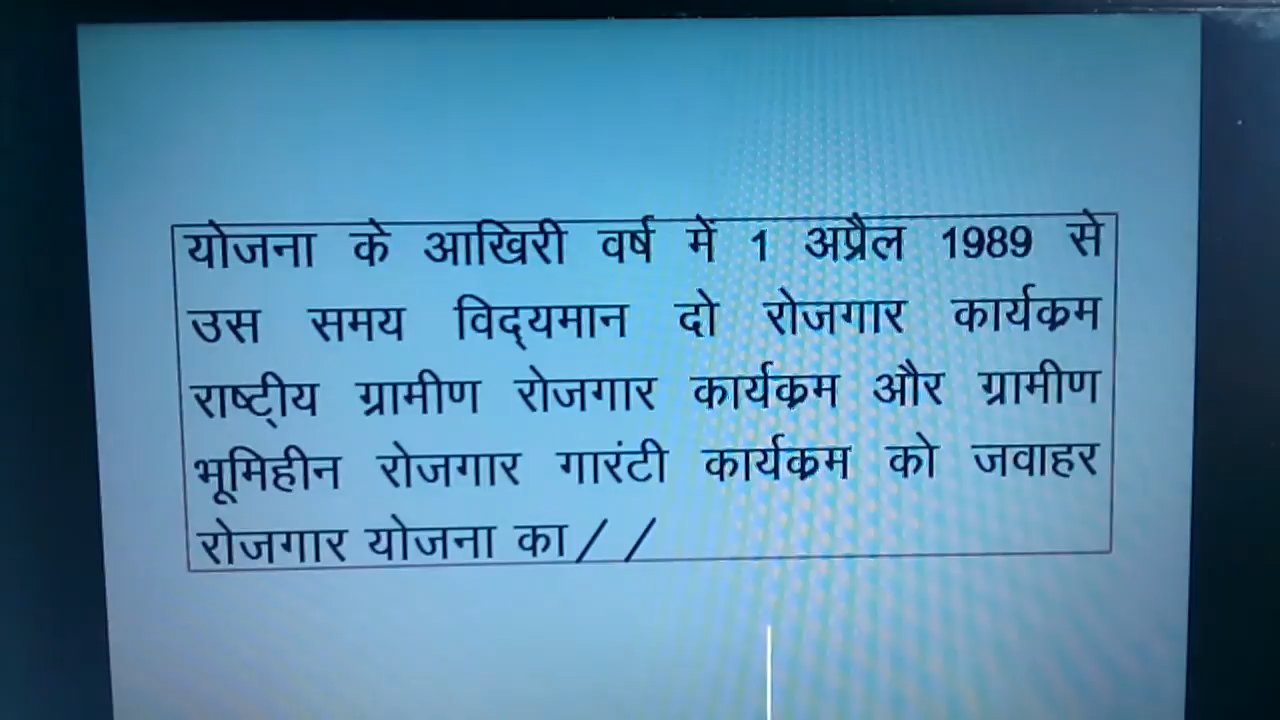 योजना के आखिरी वर्ष में 1 अप्रैल 1989 से
उस समय विद्‌यमान दो रोजगार कार्यक्रम
राष्ट्रीय ग्रामीण रोजगार कार्यक्रम और ग्रामीण
भूमिहीन रोजगार गारंटी कार्यक्रम को जवाहर
रोजगार योजना का//